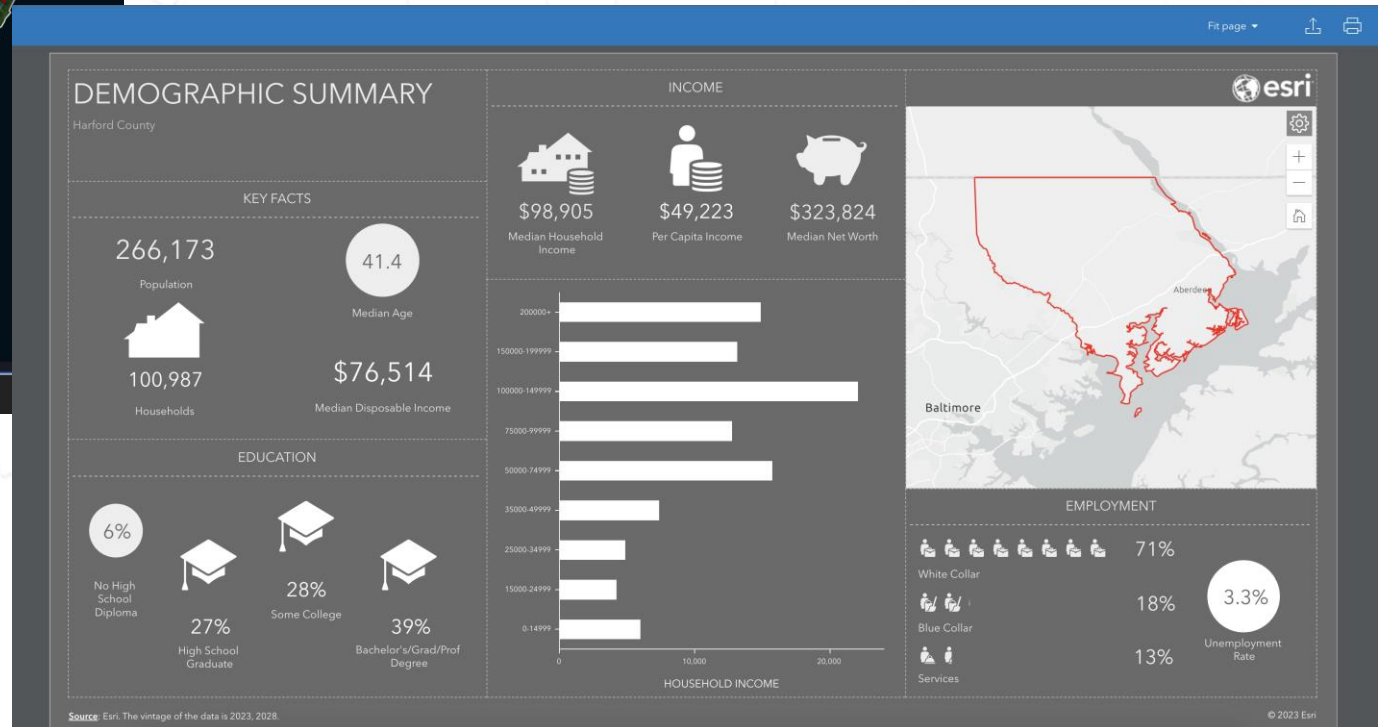 Fit page
DEMOGRAPHIC SUMMARY
Harford County
KEY FACTS
266,173
Population
41.4
Median Age
100,987
Households
$76,514
Median Disposable Income
EDUCATION
6%
No High
School
Diploma
27%
High School
Graduate
28%
Some College
39%
Bachelor's/Grad/Prof
Degree
INCOME
$98,905
Median Household
Income
$49,223
Per Capita Income
$323,824
Median Net Worth
200000+
150000-199999
100000-149999
75000-99999
50000-74999
35000-49999
25000-34999
15000-24999
0-14999
0
10,000
20,000
HOUSEHOLD INCOME
esri
Aberdeen
Baltimore
EMPLOYMENT
71%
White Collar
18%
Blue Collar
13%
Services
3.3%
Unemployment
Rate
Source: Esri. The vintage of the data is 2023, 2028.
© 2023 Esri